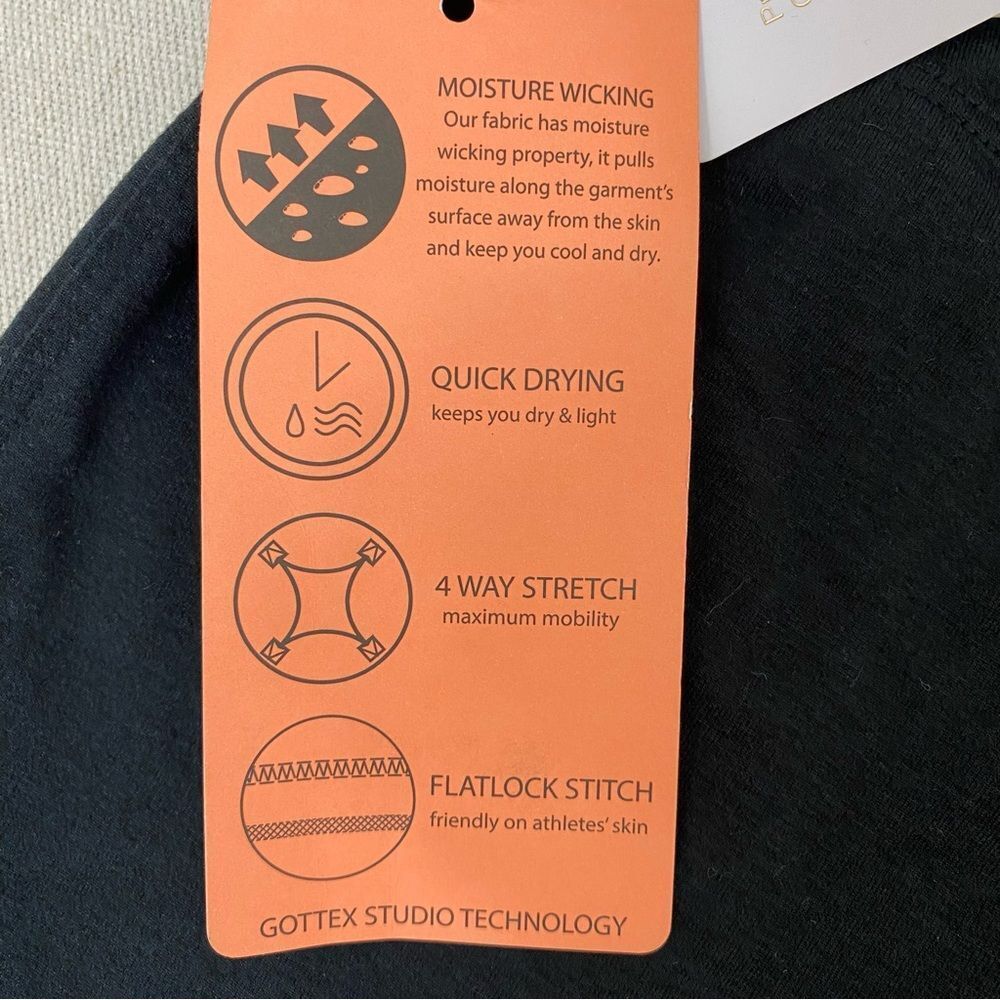 MOISTURE WICKING
Our fabric has moisture
wicking property, it pulls
moisture along the garment's
surface away from the skin
and keep you cool and dry.
QUICK DRYING
keeps you dry & light
4 WAY STRETCH
maximum mobility
FLATLOCK STITCH
friendly on athletes' skin
GOTTEX STUDIO TECHNOLOGY